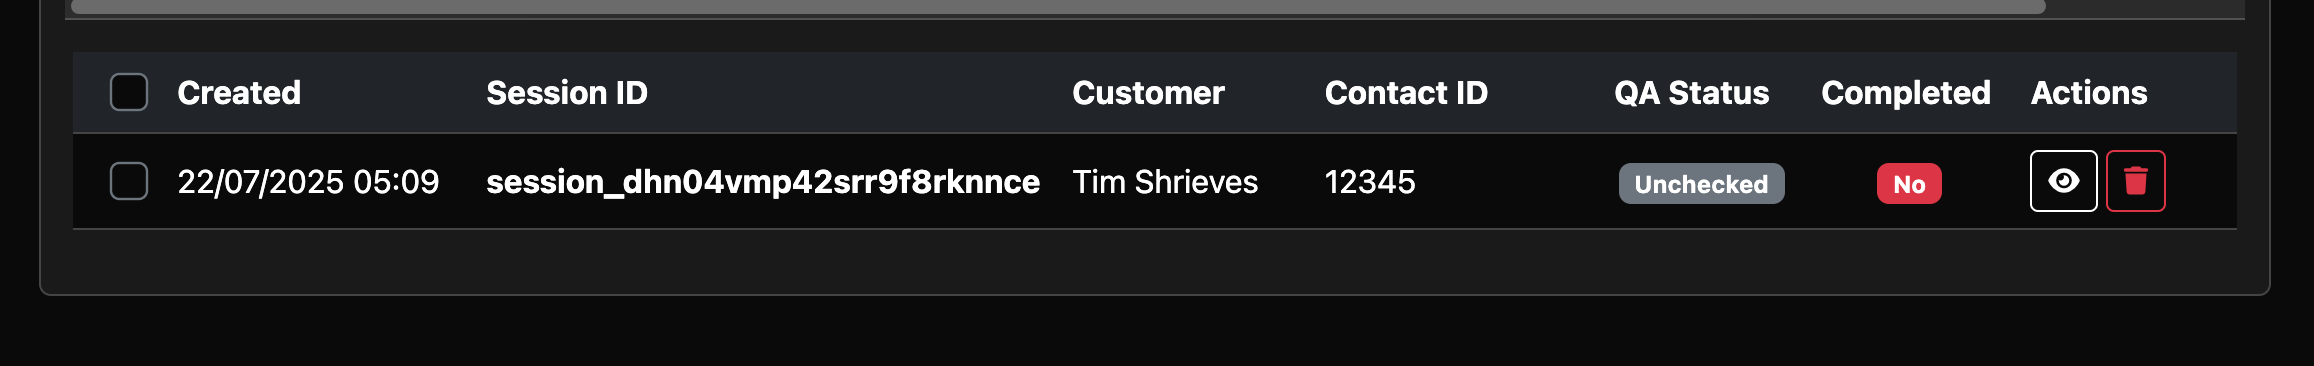 Created Session ID Customer Contact ID QA Status Completed Actions
22/07/2025 05:09 session_dhn04vmp42srr9f8rknnce Tim Shrieves 12345 Unchecked No